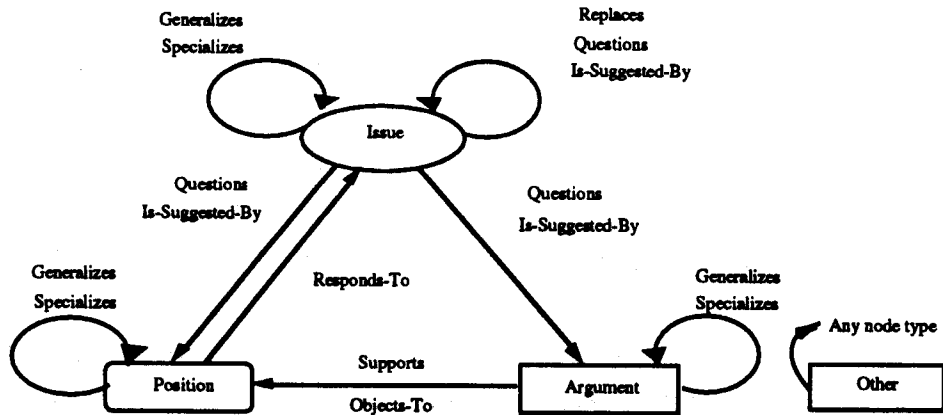 Generalizes
Specializes
Replaces
Questions
Is-Suggested-By
Issue
Questions
Is-Suggested-By
Questions
Is-Suggested-By
Generalizes
Specializes
Responds-To
Generalizes
Specializes
Any node type
Position
Supports
Objects-To
Argument
Other